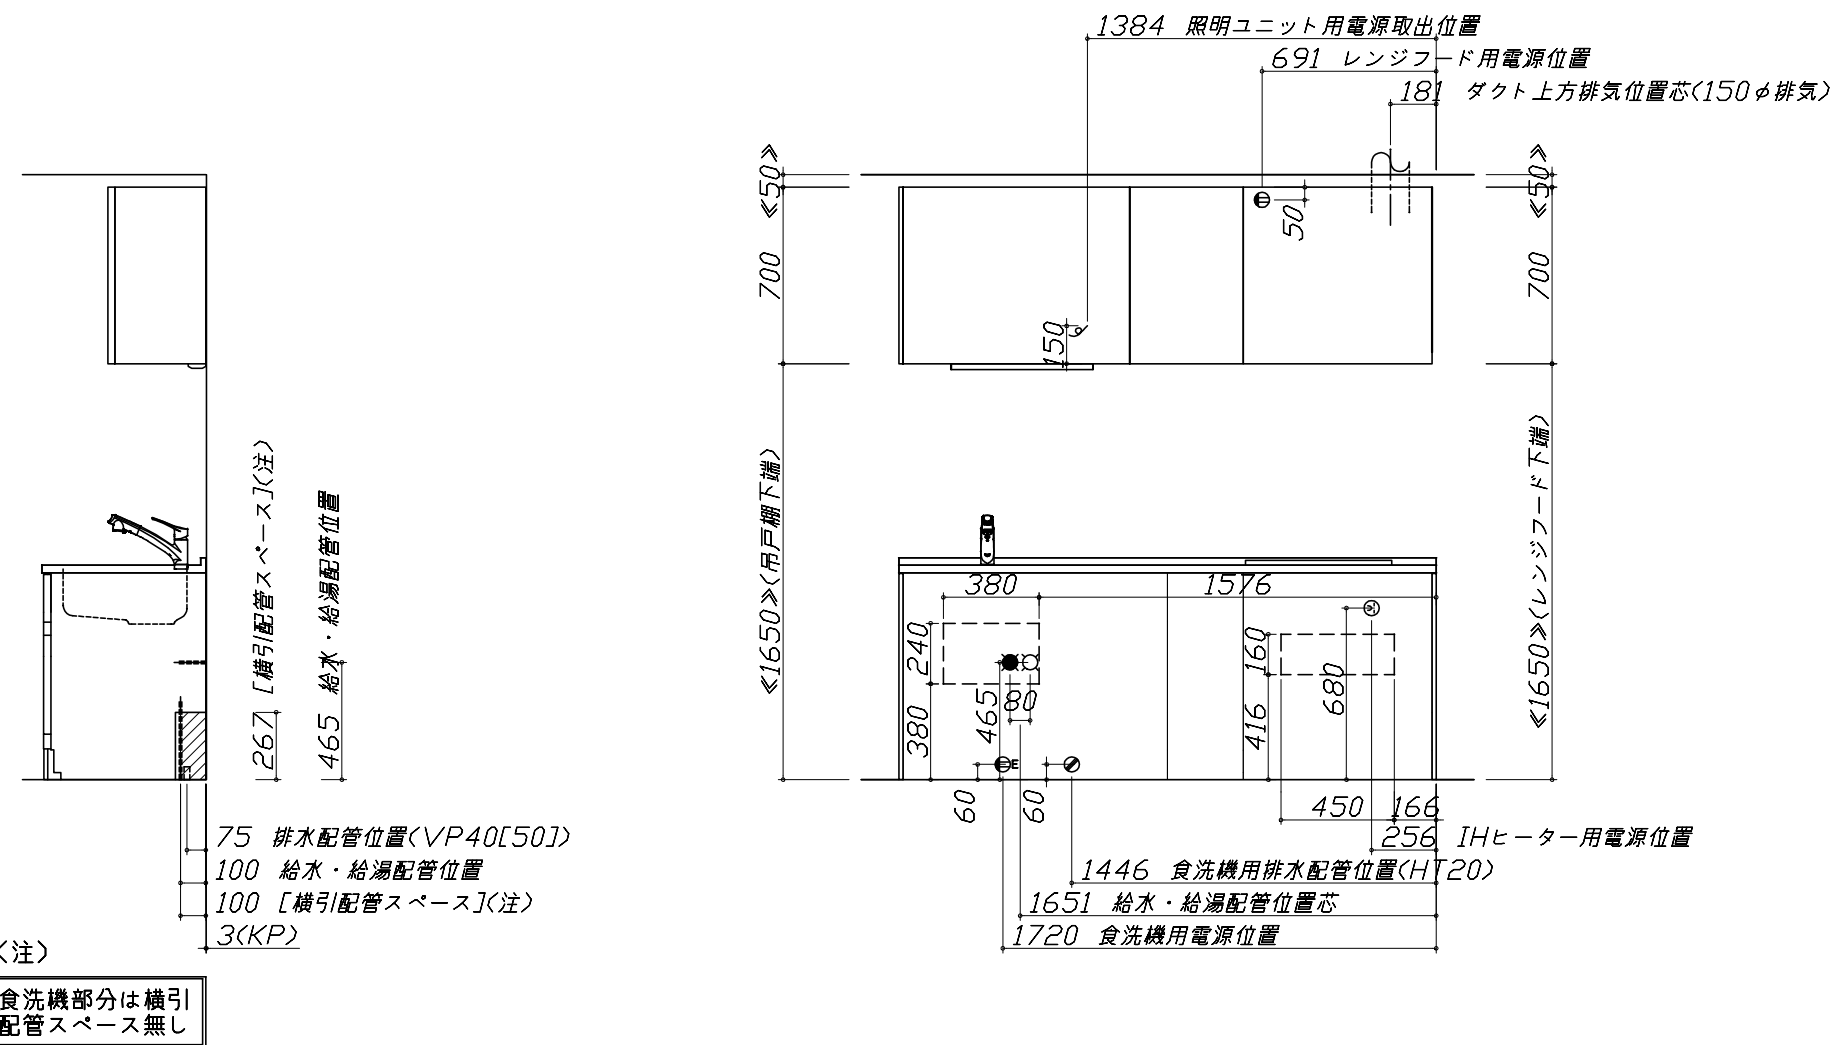 1384 照明ユニット用電源取出位置
691 レンジフード用電源位置
181 ダクト上方排気位置芯(150φ排気)
≪50≫
≪50≫
50
700
700
150
≪1650≫(吊戸棚下端)
≪1650≫(レンジフード下端)
267 [横引配管スペース](注)
465 給水・給湯配管位置
380
1576
240
160
680
465
80
380
416
E
60
60
450
166
75 排水配管位置(VP40[50])
256 IHヒーター用電源位置
100 給水・給湯配管位置
1446 食洗機用排水配管位置(HT20)
100 [横引配管スペース](注)
1651 給水・給湯配管位置芯
3(KP)
1720 食洗機用電源位置
(注)
食洗機部分は横引
配管スペース無し